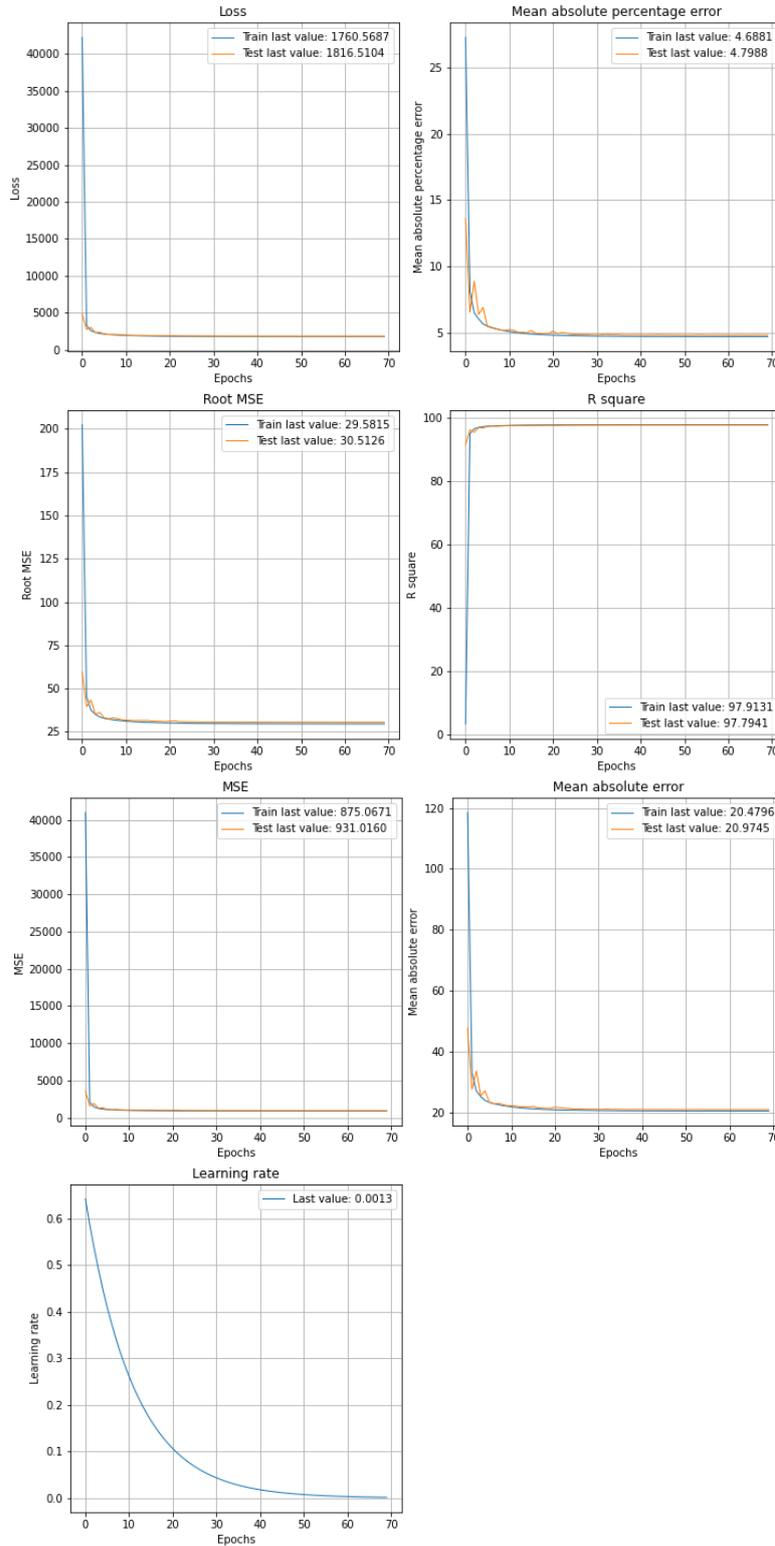 Loss
Train last value: 1760.5687
Test last value: 1816.5104
40000
35000
30000
25000
20000
15000
10000
5000
0
Loss
0 10 20 30 40 50 60 70
Epochs
Mean absolute percentage error
Train last value: 4.6881
Test last value: 4.7988
25
20
15
10
5
Mean absolute percentage error
0 10 20 30 40 50 60 70
Epochs
Root MSE
Train last value: 29.5815
Test last value: 30.5126
200
175
150
125
100
75
50
25
Root MSE
0 10 20 30 40 50 60 70
Epochs
R square
100
80
60
40
20
0
R square
Train last value: 97.9131
Test last value: 97.7941
0 10 20 30 40 50 60 70
Epochs
MSE
Train last value: 875.0671
Test last value: 931.0160
40000
35000
30000
25000
20000
15000
10000
5000
0
MSE
0 10 20 30 40 50 60 70
Epochs
Mean absolute error
Train last value: 20.4796
Test last value: 20.9745
120
100
80
60
40
20
Mean absolute error
0 10 20 30 40 50 60 70
Epochs
Learning rate
Last value: 0.0013
0.6
0.5
0.4
0.3
0.2
0.1
0.0
Learning rate
0 10 20 30 40 50 60 70
Epochs